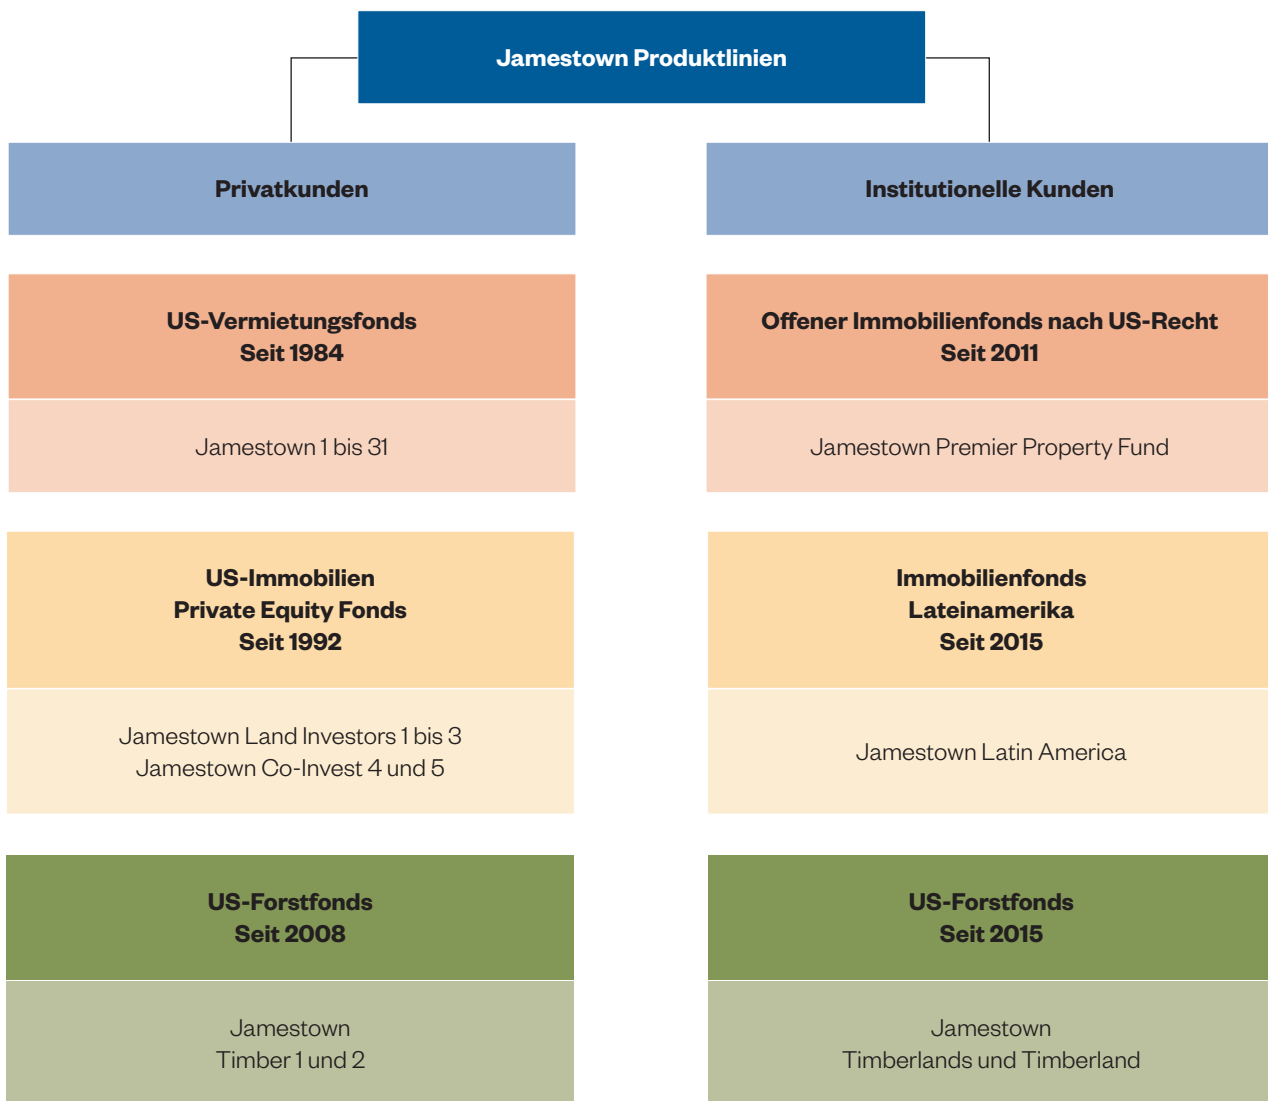 Jamestown Produktlinien
Privatkunden
Institutionelle Kunden
US-Vermietungsfonds
Seit 1984
Offener Immobilienfonds nach US-Recht
Seit 2011
Jamestown 1 bis 31
Jamestown Premier Property Fund
US-Immobilien
Private Equity Fonds
Seit 1992
Immobilienfonds
Lateinamerika
Seit 2015
Jamestown Land Investors 1 bis 3
Jamestown Co-Invest 4 und 5
Jamestown Latin America
US-Forstfonds
Seit 2008
US-Forstfonds
Seit 2015
Jamestown
Timber 1 und 2
Jamestown
Timberlands und Timberland